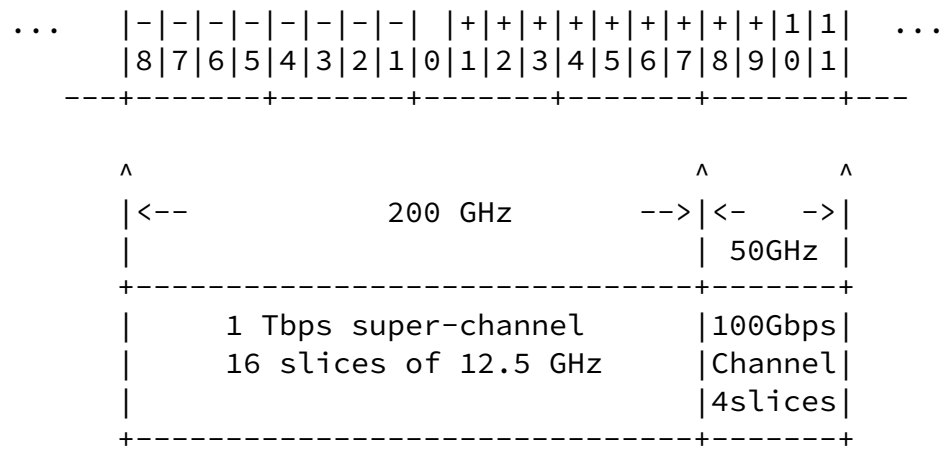 ...    |-|-|-|-|-|-|-|-| |+|+|+|+|+|+|+|+|+|1|1|   ...
       |8|7|6|5|4|3|2|1|0|1|2|3|4|5|6|7|8|9|0|1|
    ---+-------+-------+-------+-------+-------+---
       ^                               ^       ^
       |<--           200 GHz       -->|<-   ->|
       |                               | 50GHz |
       +-------------------------------+-------+
       |     1 Tbps super-channel      |100Gbps|
       |     16 slices of 12.5 GHz     |Channel|
       |                               |4slices|
       +-------------------------------+-------+